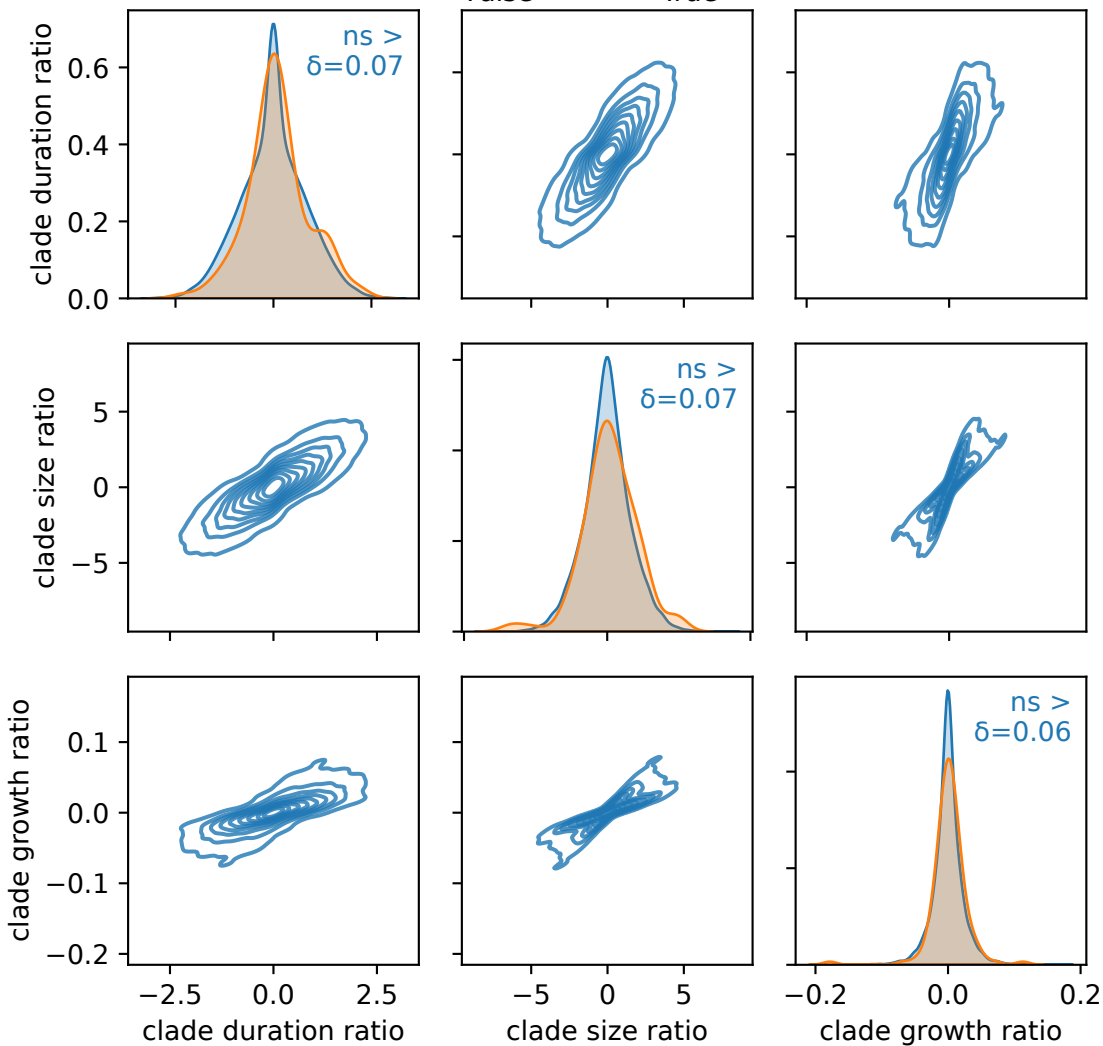 clade duration ratio
0.6
0.4
0.2
0.0
ns >
δ=0.07
clade size ratio
5
0
−5
ns >
δ=0.07
clade growth ratio
0.1
0.0
−0.1
−0.2
ns >
δ=0.06
−2.5 0.0 2.5
−5 0 5
−0.2 0.0 0.2
clade duration ratio
clade size ratio
clade growth ratio